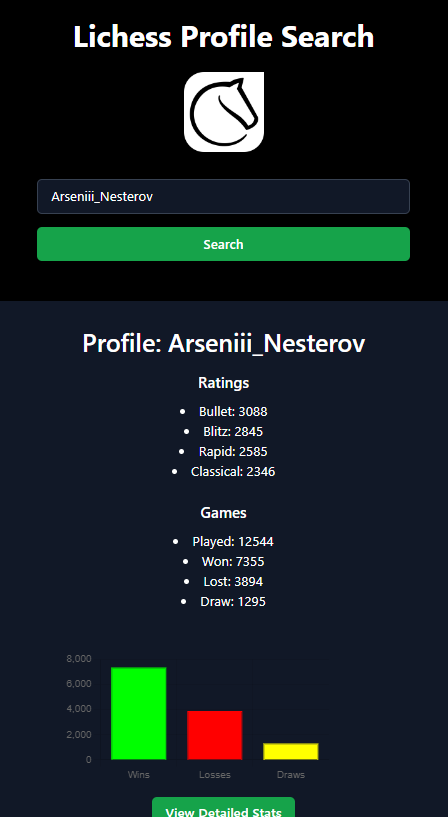 Lichess Profile Search
Arseniii_Nesterov
Search
Profile: Arseniii_Nesterov
Ratings
• Bullet: 3088
• Blitz: 2845
• Rapid: 2585
• Classical: 2346
Games
• Played: 12544
• Won: 7355
• Lost: 3894
• Draw: 1295
8,000
6,000
4,000
2,000
0
Wins Losses Draws
View Detailed Stats